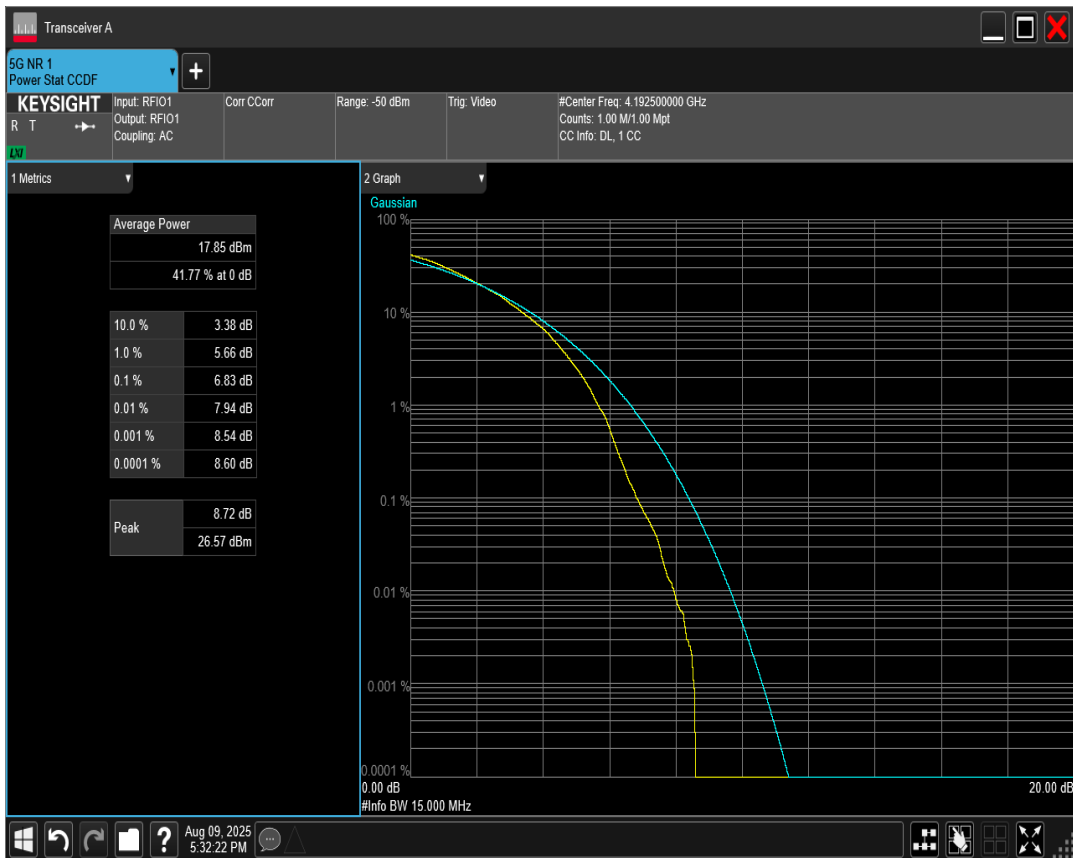 Transceiver A
5G NR 1
Power Stat CCDF
+
KEYSIGHT
R T
LXI
Input: RFIO1
Output: RFIO1
Coupling: AC
Corr CCorr
Range: -50 dBm
Trig: Video
#Center Freq: 4.192500000 GHz
Counts: 1.00 M/1.00 Mpt
CC Info: DL, 1 CC
1 Metrics
Average Power
17.85 dBm
41.77 % at 0 dB
10.0 % 3.38 dB
1.0 % 5.66 dB
0.1 % 6.83 dB
0.01 % 7.94 dB
0.001 % 8.54 dB
0.0001 % 8.60 dB
Peak
8.72 dB
26.57 dBm
2 Graph
Gaussian
100 %
10 %
1 %
0.1 %
0.01 %
0.001 %
0.0001 %
0.00 dB 20.00 dB
#Info BW 15.000 MHz
?
Aug 09, 2025
5:32:22 PM